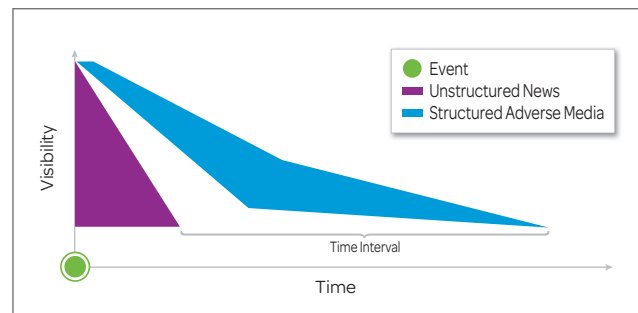 Event
Unstructured News
Structured Adverse Media
Visibility
Time Interval
Time